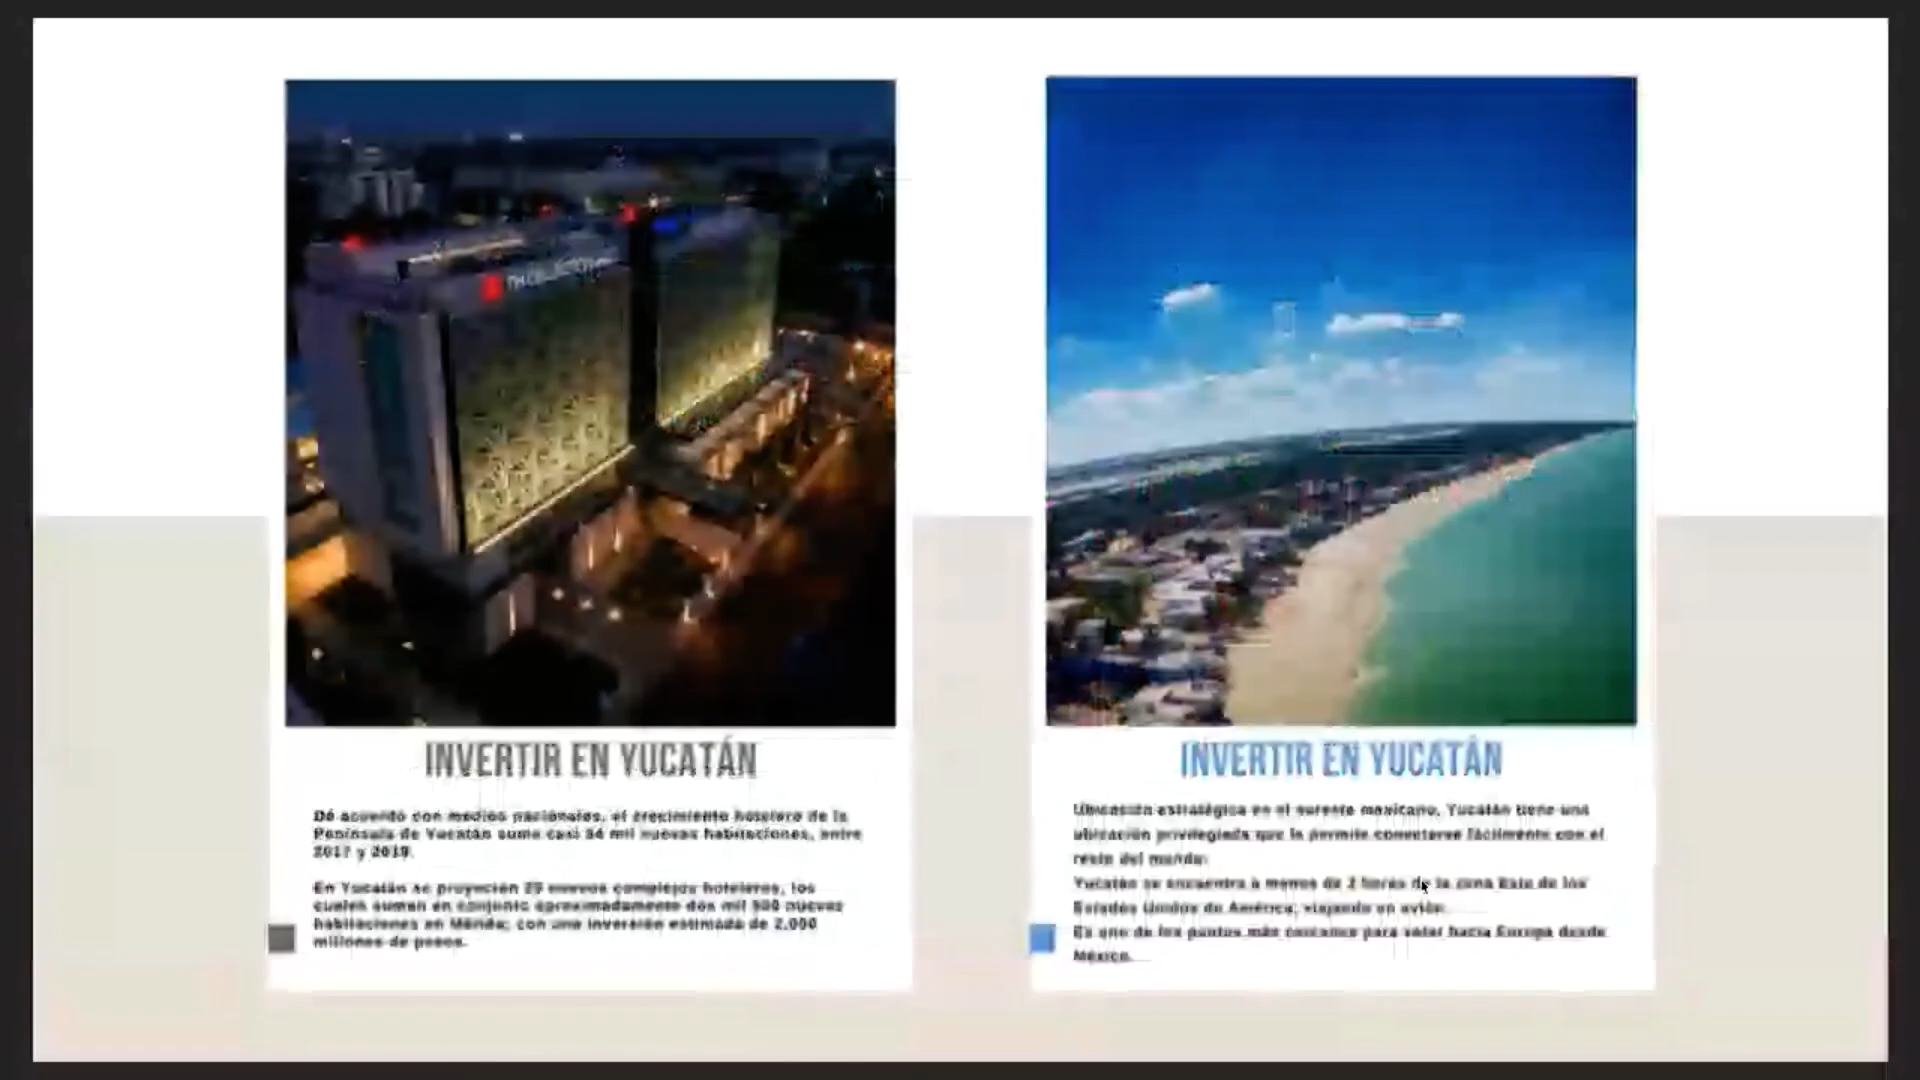 INVERTIR EN YUCATÁN
De acuerdo con medios nacionales, el crecimiento hotelero de la
Península de Yucatán suma casi mil nuevas habitaciones, entre
2017 y 2019.
En Yucatán se proyectan 20 nuevos complejos hoteleros, los
cuales suman en conjunto aproximadamente dos mil 500 nuevas
habitaciones en Mérida; con una inversión estimada de 2,000
millones de pesos.
INVERTIR EN YUCATÁN
Ubicación estratégica en el sureste mexicano, Yucatán tiene una
ubicación privilegiada que le permite conectarse fácilmente con el
resto del mundo.
Yucatán se encuentra a menos de 2 horas de la zona Este de los
Estados Unidos de América, viajando en avión.
Es uno de los puntos más cercanos para volar hacia Europa desde
México.